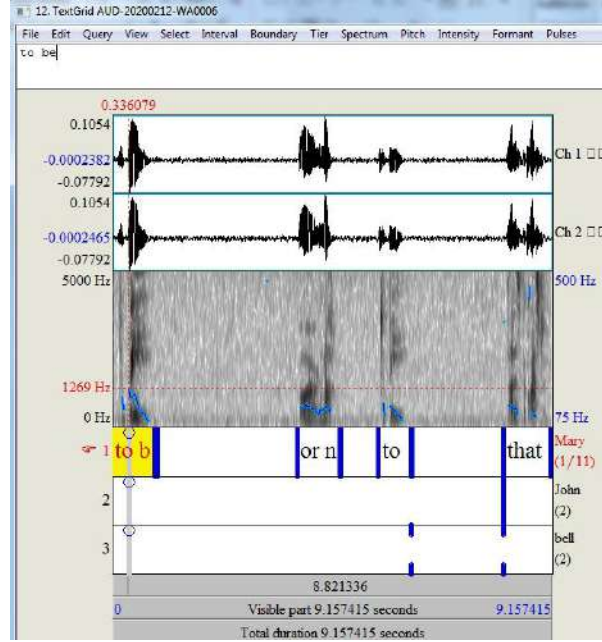 12. TextGrid AUD-20200212-WA0006
File Edit Query View Select Interval Boundary Tier Spectrum Pitch Intensity Formant Pulses
to be
0.336079
0.1054
-0.0002382
-0.07792
Ch 1
0.1054
-0.0002465
-0.07792
Ch 2
5000 Hz 500 Hz
1269 Hz
0 Hz 75 Hz
1 to b or n to that Mary (1/11)
2 John (2)
3 bell (2)
8.821336
0 Visible part 9.157415 seconds 9.157415
Total duration 9.157415 seconds